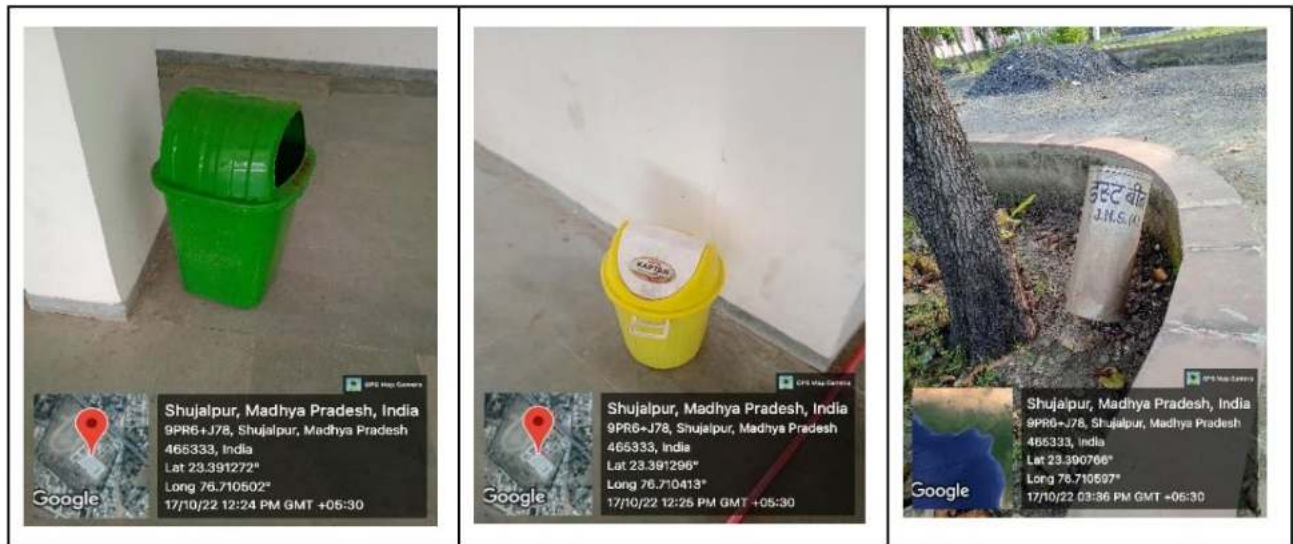 GPS Map Camera
Shujalpur, Madhya Pradesh, India
9PR6+J78, Shujalpur, Madhya Pradesh
465333, India
Lat 23.391272°
Long 76.710502°
17/10/22 12:24 PM GMT +05:30
Google
KAPTAN
GPS Map Camera
Shujalpur, Madhya Pradesh, India
9PR6+J78, Shujalpur, Madhya Pradesh
465333, India
Lat 23.391296°
Long 76.710413°
17/10/22 12:25 PM GMT +05:30
Google
डस्ट बीन
J.N.S.
GPS Map Camera
Shujalpur, Madhya Pradesh, India
9PR6+J78, Shujalpur, Madhya Pradesh
465333, India
Lat 23.390766°
Long 76.710597°
17/10/22 03:36 PM GMT +05:30
Google